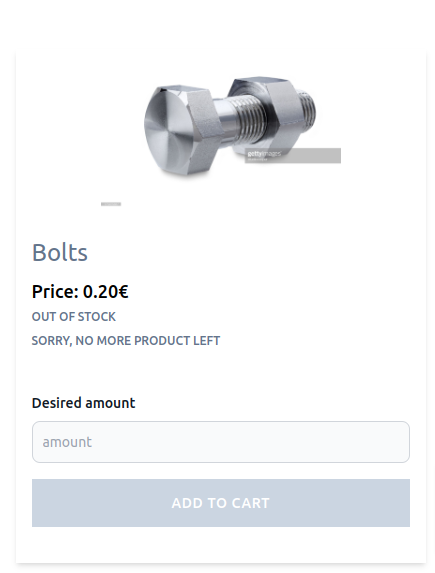 gettyimages
Bolts
Price: 0.20€
OUT OF STOCK
SORRY, NO MORE PRODUCT LEFT
Desired amount
amount
ADD TO CART